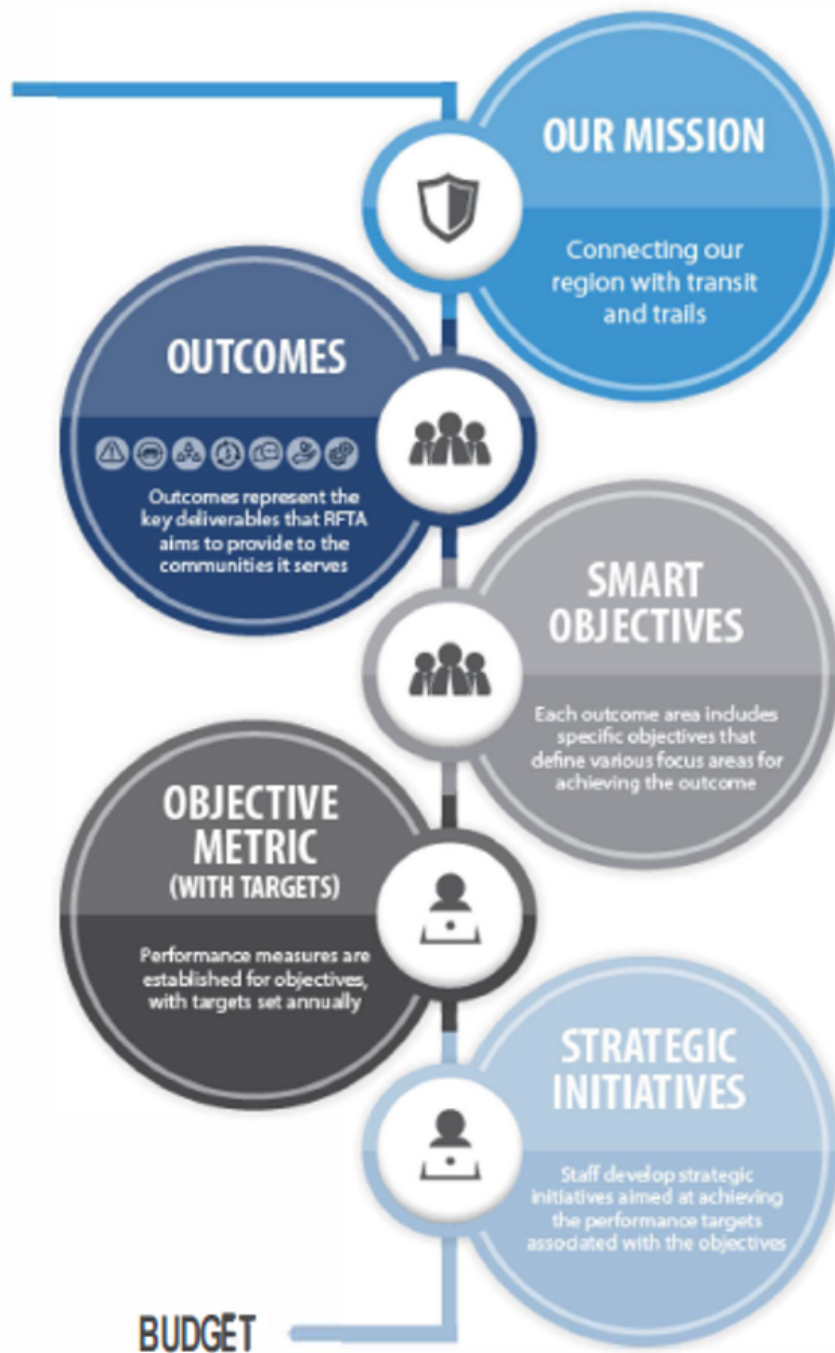 OUR MISSION
Connecting our
region with transit
and trails
OUTCOMES
Outcomes represent the
key deliverables that RFTA
aims to provide to the
communities it serves
SMART
OBJECTIVES
Each outcome area includes
specific objectives that
define various focus areas for
achieving the outcome
OBJECTIVE
METRIC
(WITH TARGETS)
Performance measures are
established for objectives,
with targets set annually
STRATEGIC
INITIATIVES
Staff develop strategic
initiatives aimed at achieving
the performance targets
associated with the objectives
BUDGET